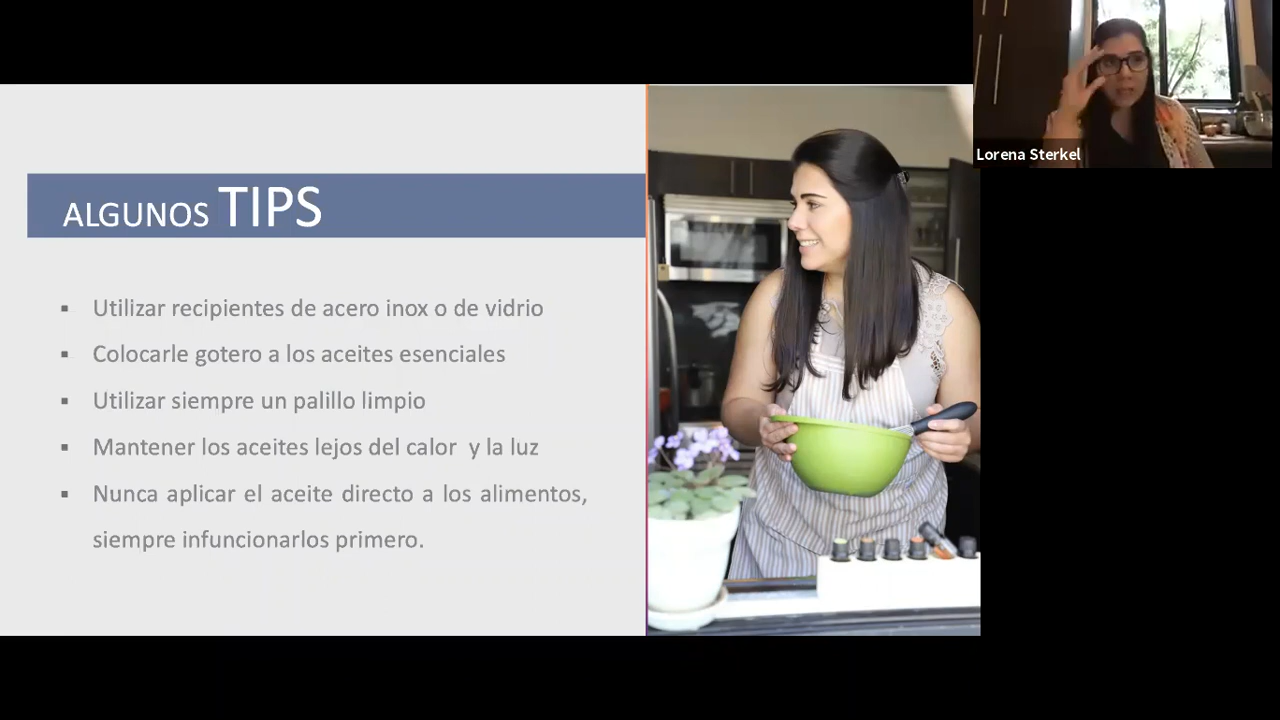 Lorena Sterkel
ALGUNOS TIPS
▪ Utilizar recipientes de acero inox o de vidrio
▪ Colocarle gotero a los aceites esenciales
▪ Utilizar siempre un palillo limpio
▪ Mantener los aceites lejos del calor  y la luz
▪ Nunca aplicar el aceite directo a los alimentos,
siempre infuncionarlos primero.